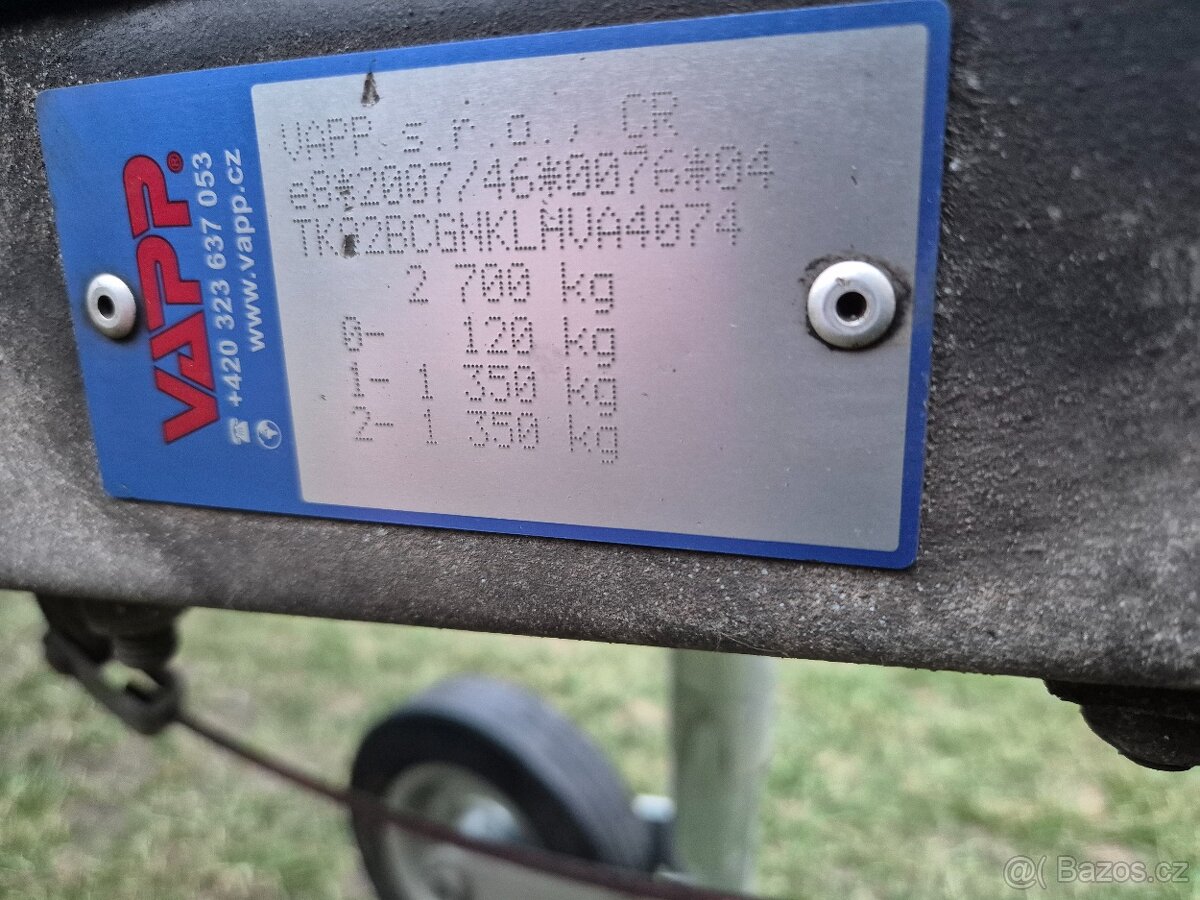 VAPP®
+420 323 637 053
www.vapp.cz
VAPP s.r.o., CR
e8*2007/46*0076*04
2 700 kg
0- 120 kg
1- 1 350 kg
2- 1 350 kg
@( Bazos.cz